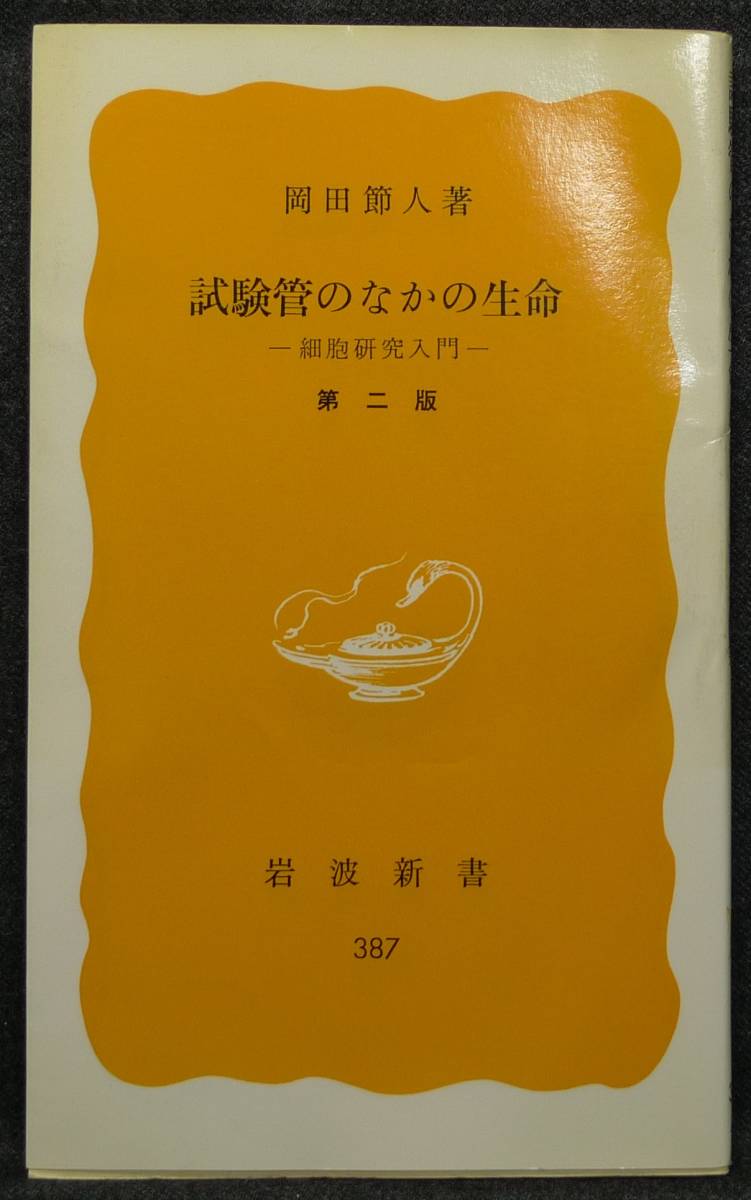 岡田節人著
試験管のなかの生命
—細胞研究入門—
第二版
岩波新書
387